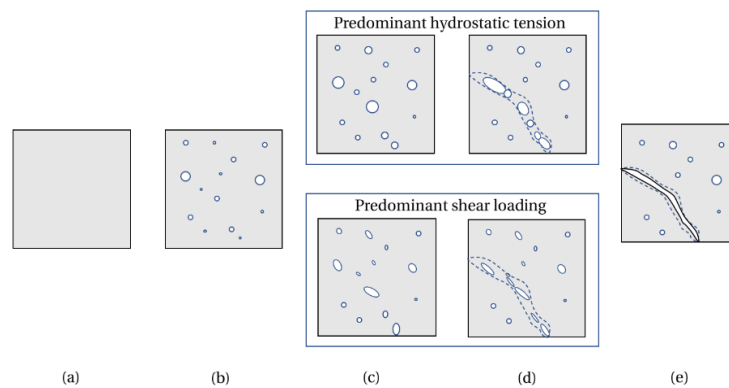 Predominant hydrostatic tension
Predominant shear loading
(a) (b) (c) (d) (e)